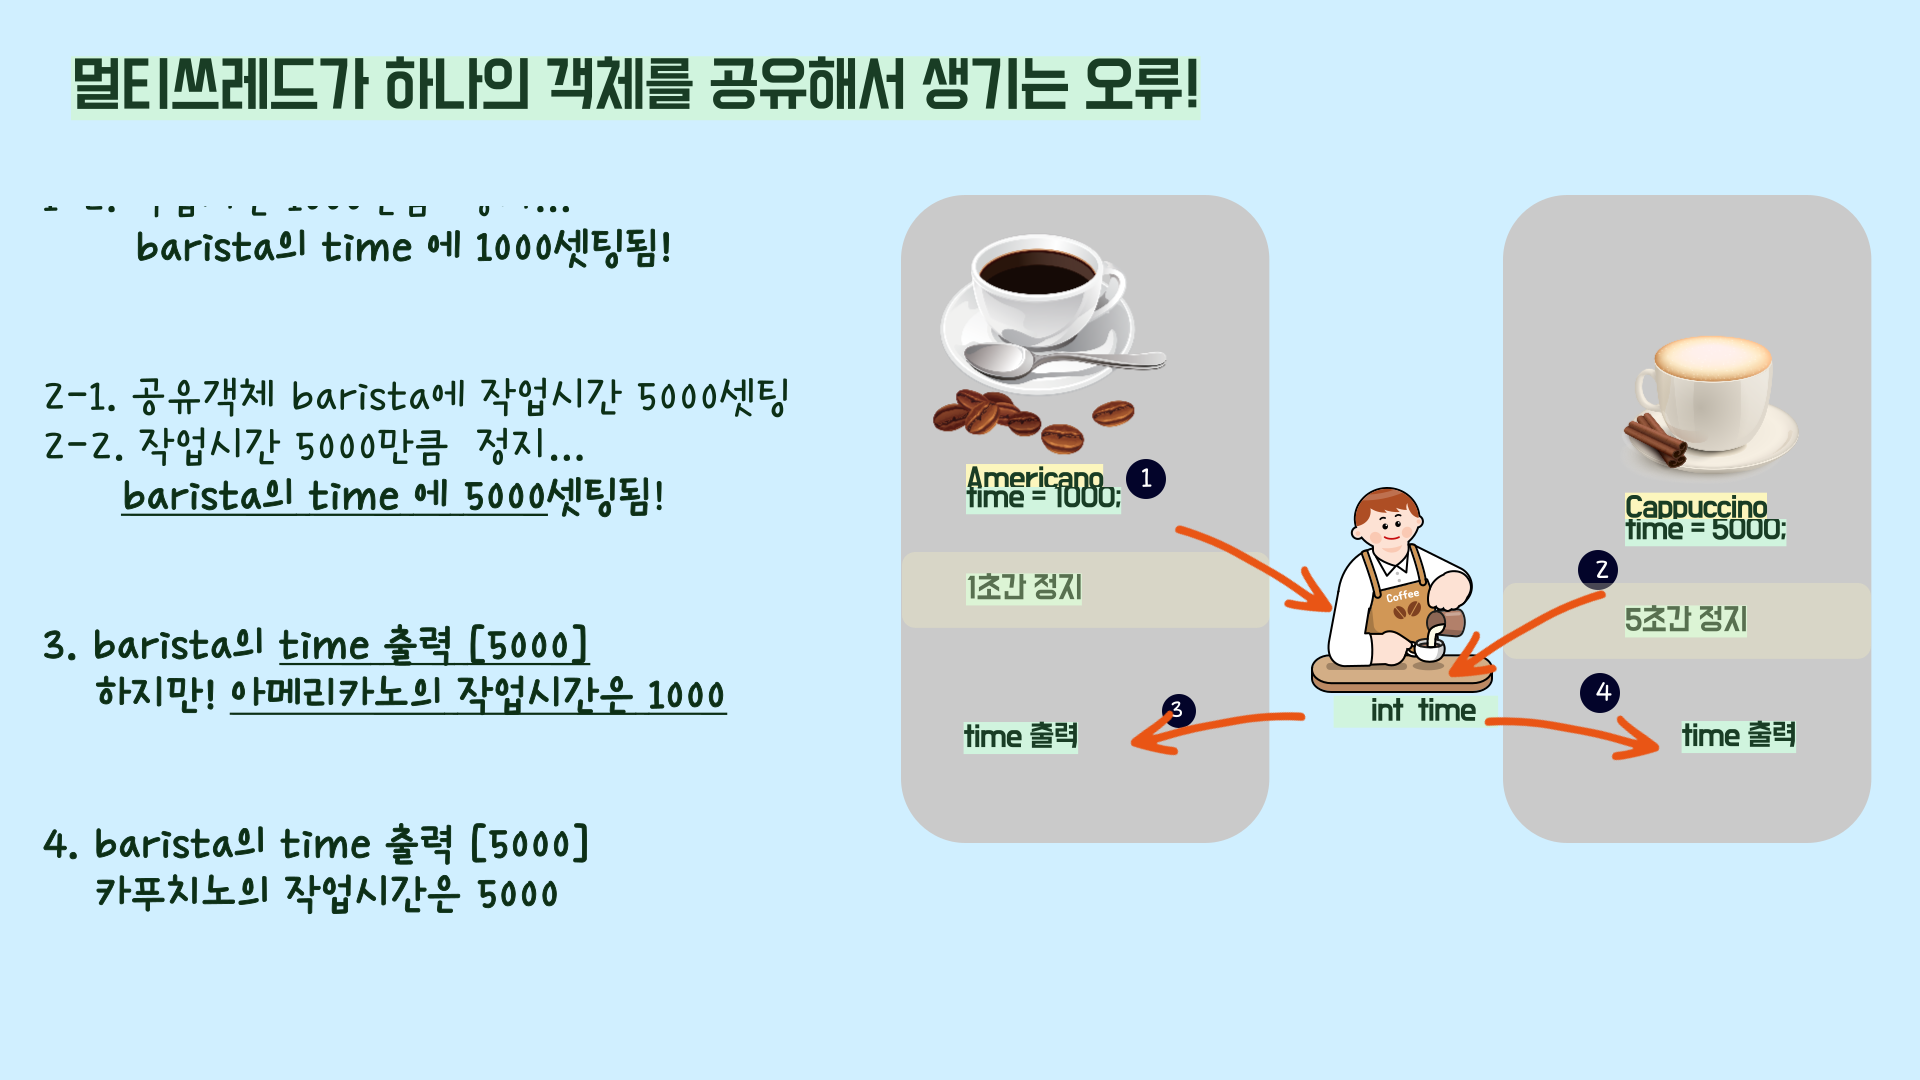 멀티쓰레드가 하나의 객체를 공유해서 생기는 오류!
barista의 time 에 1000셋팅됨!
2-1. 공유객체 barista에 작업시간 5000셋팅
2-2. 작업시간 5000만큼 정지...
barista의 time 에 5000셋팅됨!
3. barista의 time 출력 [5000]
하지만! 아메리카노의 작업시간은 1000
4. barista의 time 출력 [5000]
카푸치노의 작업시간은 5000
Americano
time = 1000;
1
1초간 정지
3
time 출력
Coffee
int time
Cappuccino
time = 5000;
2
5초간 정지
4
time 출력